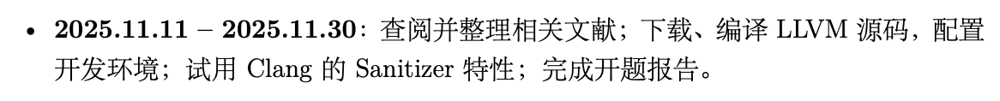 • 2025.11.11 – 2025.11.30：查阅并整理相关文献；下载、编译 LLVM 源码，配置
开发环境；试用 Clang 的 Sanitizer 特性；完成开题报告。